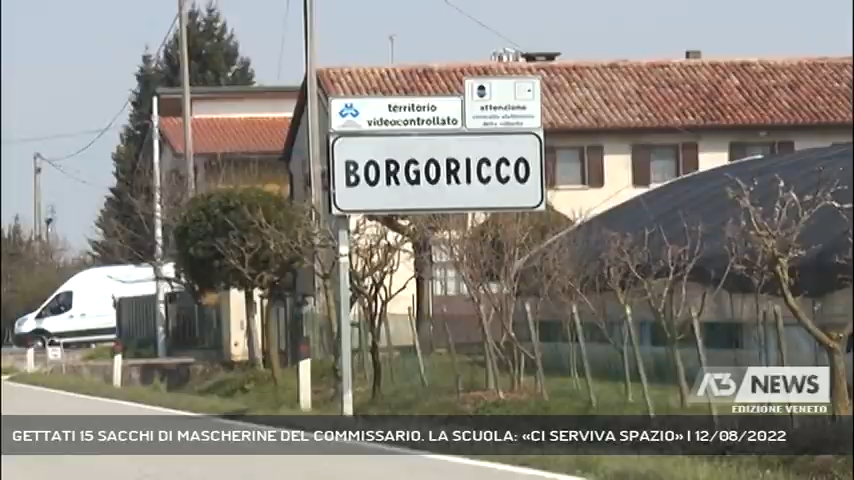 territorio
videocontrollato
attenzione
BORGORICCO
A3 NEWS
EDIZIONE VENETO
GETTATI 15 SACCHI DI MASCHERINE DEL COMMISSARIO. LA SCUOLA: «CI SERVIVA SPAZIO» | 12/08/2022